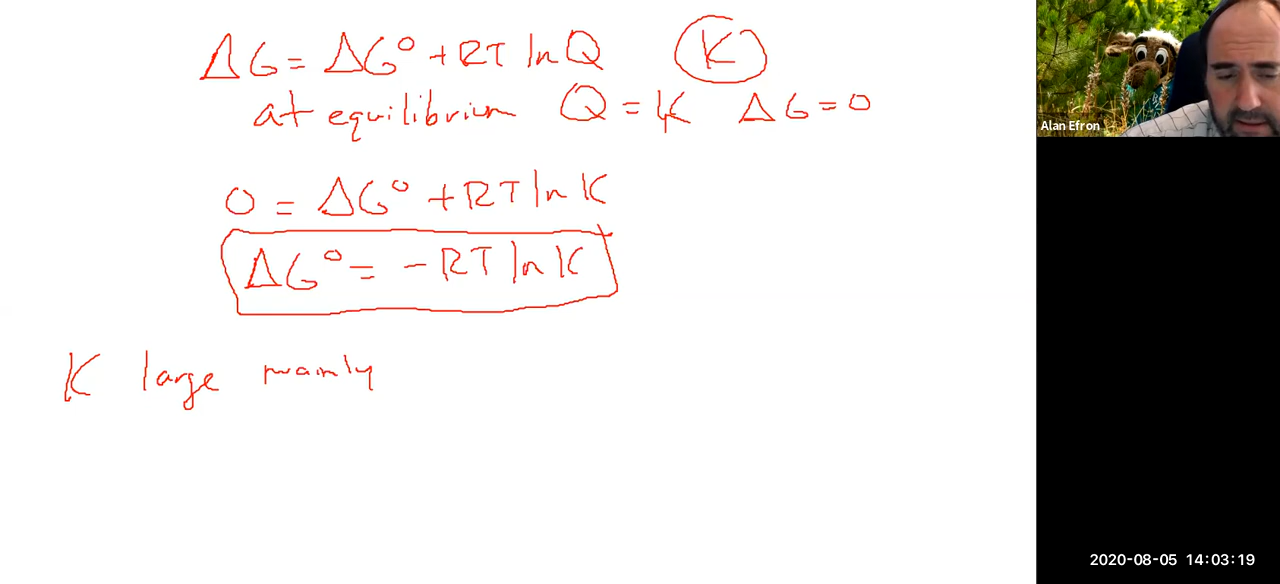 ΔG = ΔG° + RT ln Q K
at equilibrium Q = K ΔG = 0
0 = ΔG° + RT ln K
ΔG° = - RT ln K
K large mainly
Alan Efron
2020-08-05 14:03:19